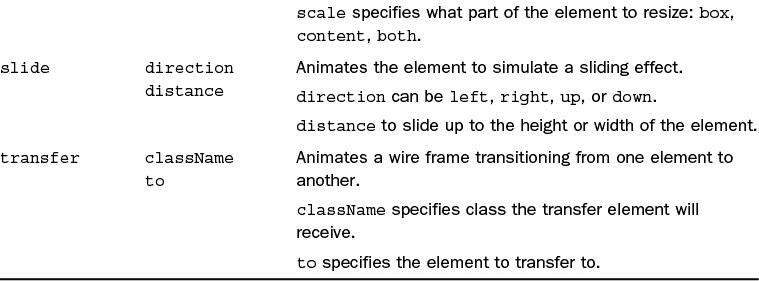 scale specifies what part of the element to resize: box,
content, both.
slide direction Animates the element to simulate a sliding effect.
distance
direction can be left, right, up, or down.
distance to slide up to the height or width of the element.
transfer className Animates a wire frame transitioning from one element to
to another.
className specifies class the transfer element will
receive.
to specifies the element to transfer to.